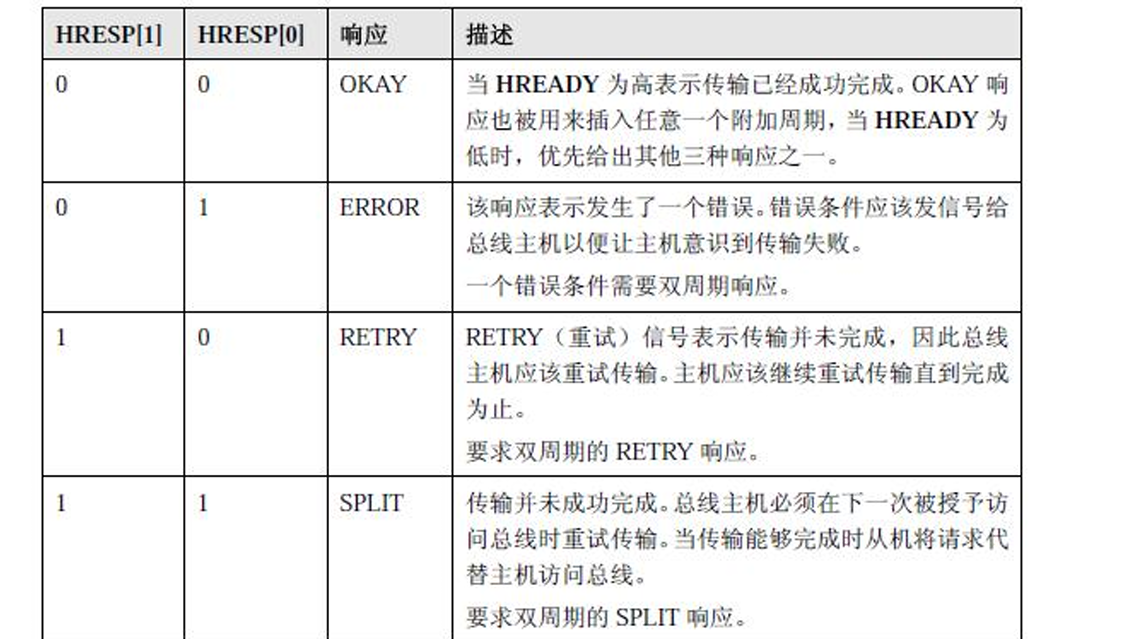 HRESP[1] HRESP[0] 响应 描述
0 0 OKAY 当 HREADY 为高表示传输已经成功完成。OKAY 响
应也被用来插入任意一个附加周期，当 HREADY 为
低时，优先给出其他三种响应之一。
0 1 ERROR 该响应表示发生了一个错误。错误条件应该发信号给
总线主机以便让主机意识到传输失败。
一个错误条件需要双周期响应。
1 0 RETRY RETRY（重试）信号表示传输并未完成，因此总线
主机应该重试传输。主机应该继续重试传输直到完成
为止。
要求双周期的 RETRY 响应。
1 1 SPLIT 传输并未成功完成。总线主机必须在下一次被授予访
问总线时重试传输。当传输能够完成时从机将请求代
替主机访问总线。
要求双周期的 SPLIT 响应。